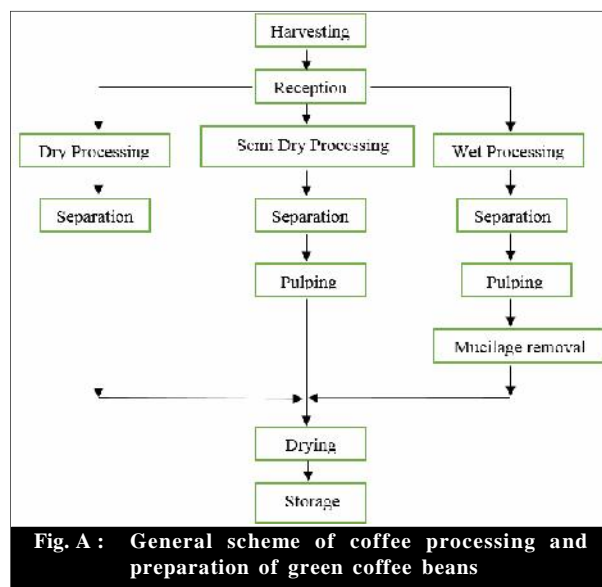 Harvesting
Reception
Dry Processing
Semi Dry Processing
Wet Processing
Separation
Separation
Separation
Pulping
Pulping
Mucilage removal
Drying
Storage
Fig. A : General scheme of coffee processing and
preparation of green coffee beans